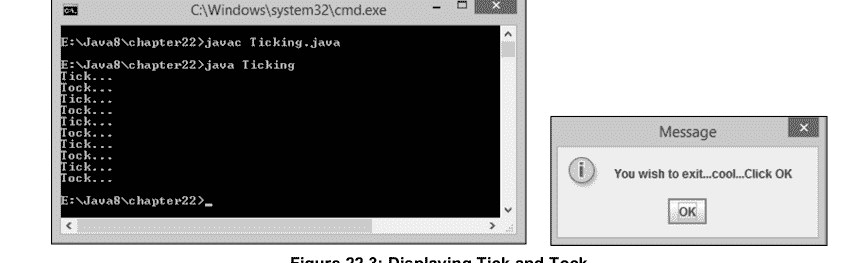 C:\Windows\system32\cmd.exe
E:\Java8\chapter22>javac Ticking.java
E:\Java8\chapter22>java Ticking
Tick...
Tock...
Tick...
Tock...
Tick...
Tock...
Tick...
Tock...
Tick...
Tock...
E:\Java8\chapter22>_
Message
You wish to exit...cool...Click OK
OK
Figure 22.3: Displaying Tick and Tock